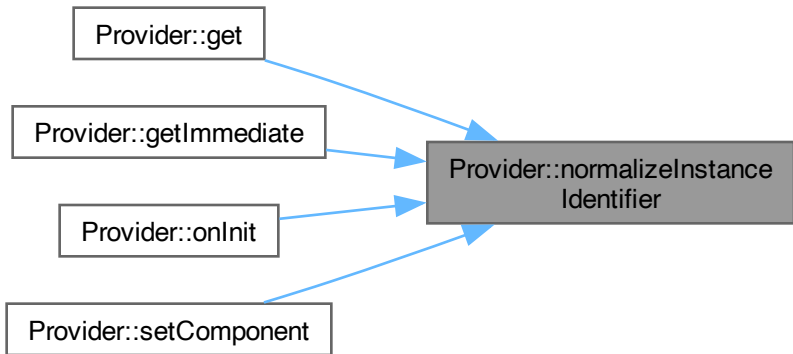 Provider::get
Provider::getImmediate
Provider::normalizeInstance
Identifier
Provider::onInit
Provider::setComponent